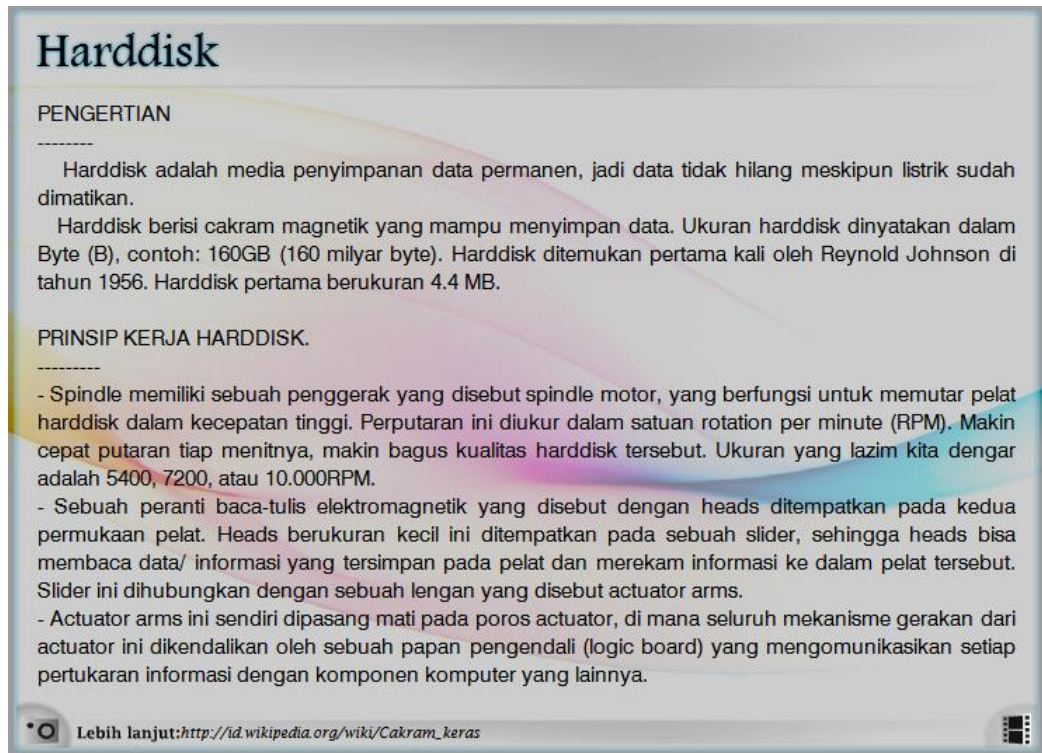 Harddisk
PENGERTIAN
--------
Harddisk adalah media penyimpanan data permanen, jadi data tidak hilang meskipun listrik sudah
dimatikan.
Harddisk berisi cakram magnetik yang mampu menyimpan data. Ukuran harddisk dinyatakan dalam
Byte (B), contoh: 160GB (160 milyar byte). Harddisk ditemukan pertama kali oleh Reynold Johnson di
tahun 1956. Harddisk pertama berukuran 4.4 MB.
PRINSIP KERJA HARDDISK.
---------
- Spindle memiliki sebuah penggerak yang disebut spindle motor, yang berfungsi untuk memutar pelat
harddisk dalam kecepatan tinggi. Perputaran ini diukur dalam satuan rotation per minute (RPM). Makin
cepat putaran tiap menitnya, makin bagus kualitas harddisk tersebut. Ukuran yang lazim kita dengar
adalah 5400, 7200, atau 10.000RPM.
- Sebuah peranti baca-tulis elektromagnetik yang disebut dengan heads ditempatkan pada kedua
permukaan pelat. Heads berukuran kecil ini ditempatkan pada sebuah slider, sehingga heads bisa
membaca data/ informasi yang tersimpan pada pelat dan merekam informasi ke dalam pelat tersebut.
Slider ini dihubungkan dengan sebuah lengan yang disebut actuator arms.
- Actuator arms ini sendiri dipasang mati pada poros actuator, di mana seluruh mekanisme gerakan dari
actuator ini dikendalikan oleh sebuah papan pengendali (logic board) yang mengomunikasikan setiap
pertukaran informasi dengan komponen komputer yang lainnya.
Lebih lanjut:http://id.wikipedia.org/wiki/Cakram_keras